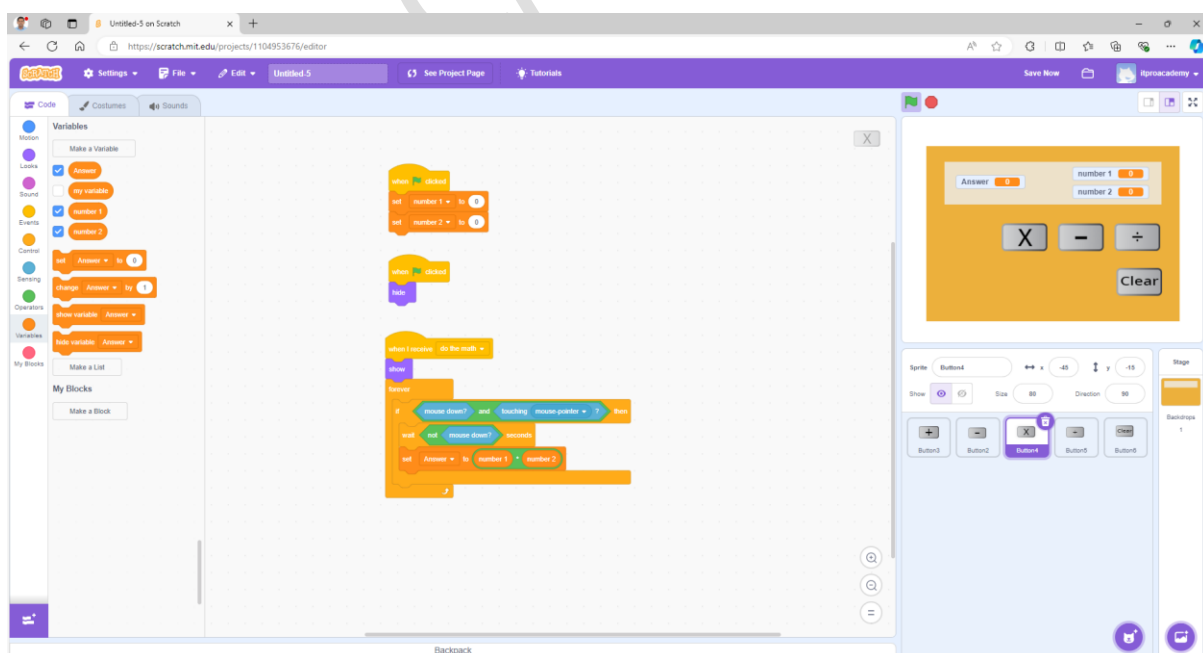 Untitled-5 on Scratch
https://scratch.mit.edu/projects/1104953676/editor
SCRATCH Settings File Edit Untitled-5 See Project Page Tutorials Save Now itproacademy
Code Costumes Sounds
Motion
Looks
Sound
Events
Control
Sensing
Operators
Variables
My Blocks
Variables
Make a Variable
Answer
my variable
number 1
number 2
set Answer to 0
change Answer by 1
show variable Answer
hide variable Answer
Make a List
My Blocks
Make a Block
when clicked
set number 1 to 0
set number 2 to 0
when clicked
hide
when I receive do the math
show
forever
if mouse down? and touching mouse-pointer ? then
wait not mouse down? seconds
set Answer to number 1 * number 2
X
Answer 0
number 1 0
number 2 0
X − ÷
Clear
Sprite Button4 x -45 y -15
Show Size 80 Direction 90
Stage
Backdrops
1
+ - X - Clear
Button3 Button2 Button4 Button5 Button6
Backpack